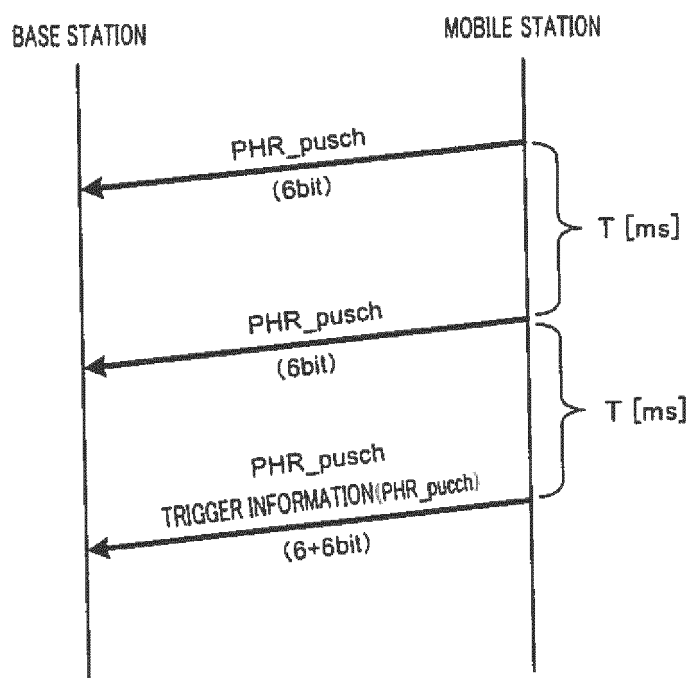 BASE STATION
MOBILE STATION
PHR_pusch
(6bit)
T [ms]
PHR_pusch
(6bit)
T [ms]
PHR_pusch
TRIGGER INFORMATION(PHR_pucch)
(6+6bit)